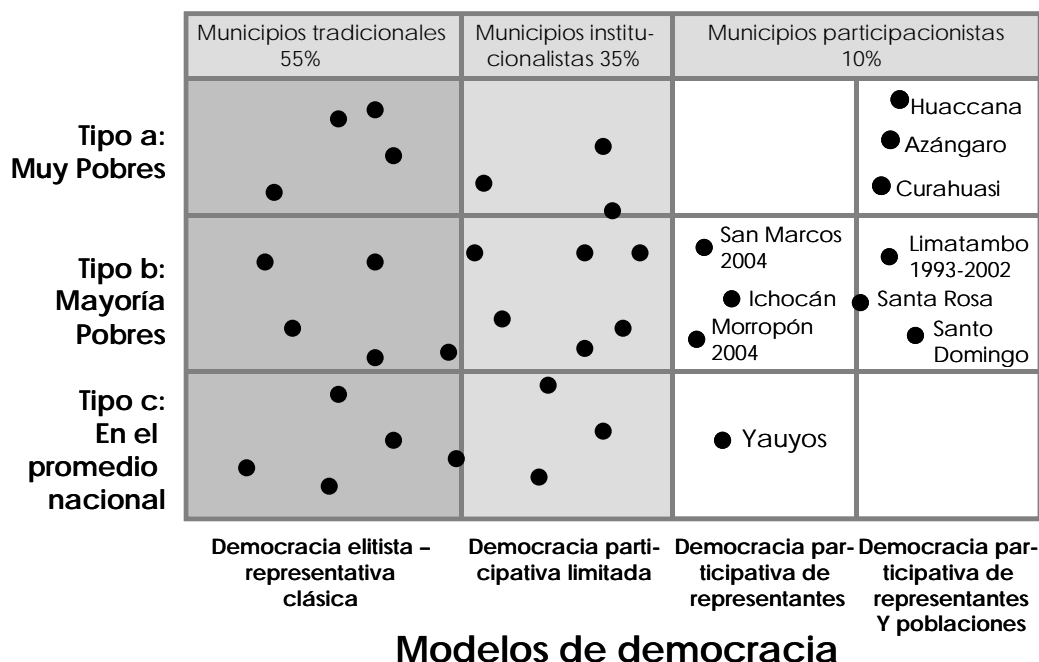 Municipios tradicionales
55%
Municipios institu-
cionalistas 35%
Municipios participacionistas
10%
Tipo a:
Muy Pobres
Huaccana
Azángaro
Curahuasi
Tipo b:
Mayoría
Pobres
San Marcos
2004
Ichocán
Morropón
2004
Limatambo
1993-2002
Santa Rosa
Santo
Domingo
Tipo c:
En el
promedio
nacional
Yauyos
Democracia elitista –
representativa
clásica
Democracia parti-
cipativa limitada
Democracia par-
ticipativa de
representantes
Democracia par-
ticipativa de
representantes
Y poblaciones
Modelos de democracia